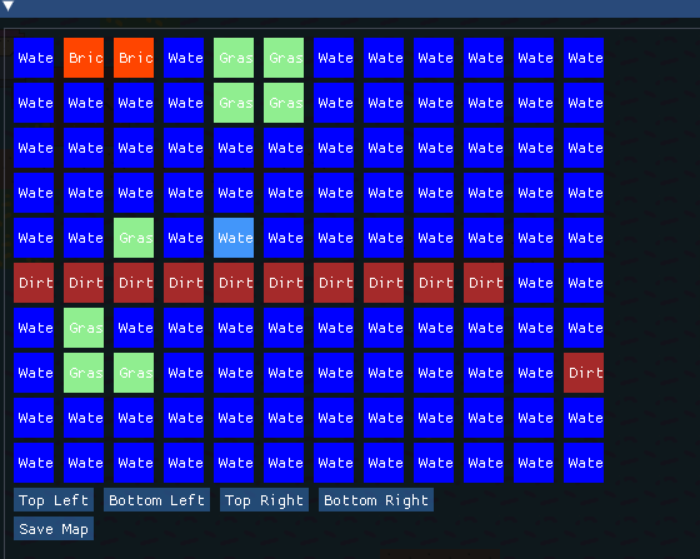 Wate Bric Bric Wate Gras Gras Wate Wate Wate Wate Wate Wate
Wate Wate Wate Wate Gras Gras Wate Wate Wate Wate Wate Wate
Wate Wate Wate Wate Wate Wate Wate Wate Wate Wate Wate Wate
Wate Wate Wate Wate Wate Wate Wate Wate Wate Wate Wate Wate
Wate Wate Gras Wate Wate Wate Wate Wate Wate Wate Wate Wate
Dirt Dirt Dirt Dirt Dirt Dirt Dirt Dirt Dirt Dirt Wate Wate
Wate Gras Wate Wate Wate Wate Wate Wate Wate Wate Wate Wate
Wate Gras Gras Wate Wate Wate Wate Wate Wate Wate Wate Dirt
Wate Wate Wate Wate Wate Wate Wate Wate Wate Wate Wate Wate
Wate Wate Wate Wate Wate Wate Wate Wate Wate Wate Wate Wate
Top Left Bottom Left Top Right Bottom Right
Save Map